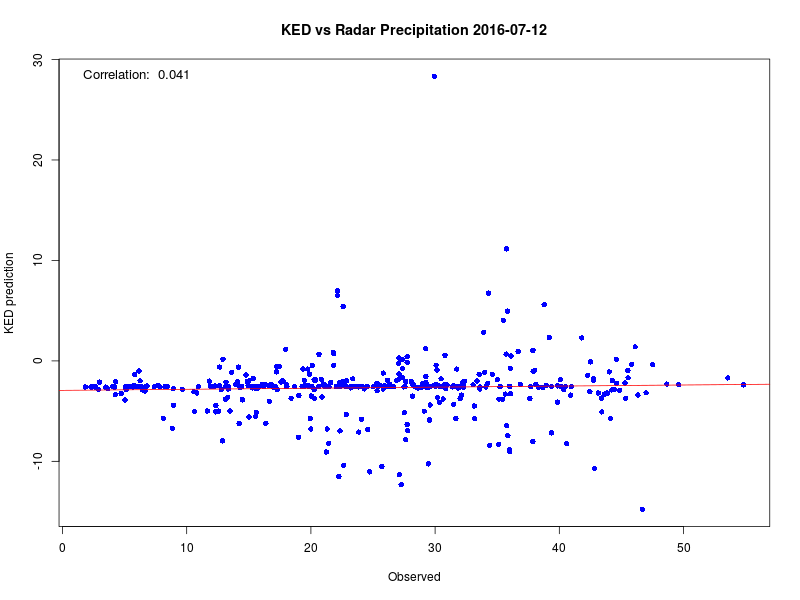 KED vs Radar Precipitation 2016-07-12
Correlation:  0.041
KED prediction
30
20
10
0
-10
0 10 20 30 40 50
Observed